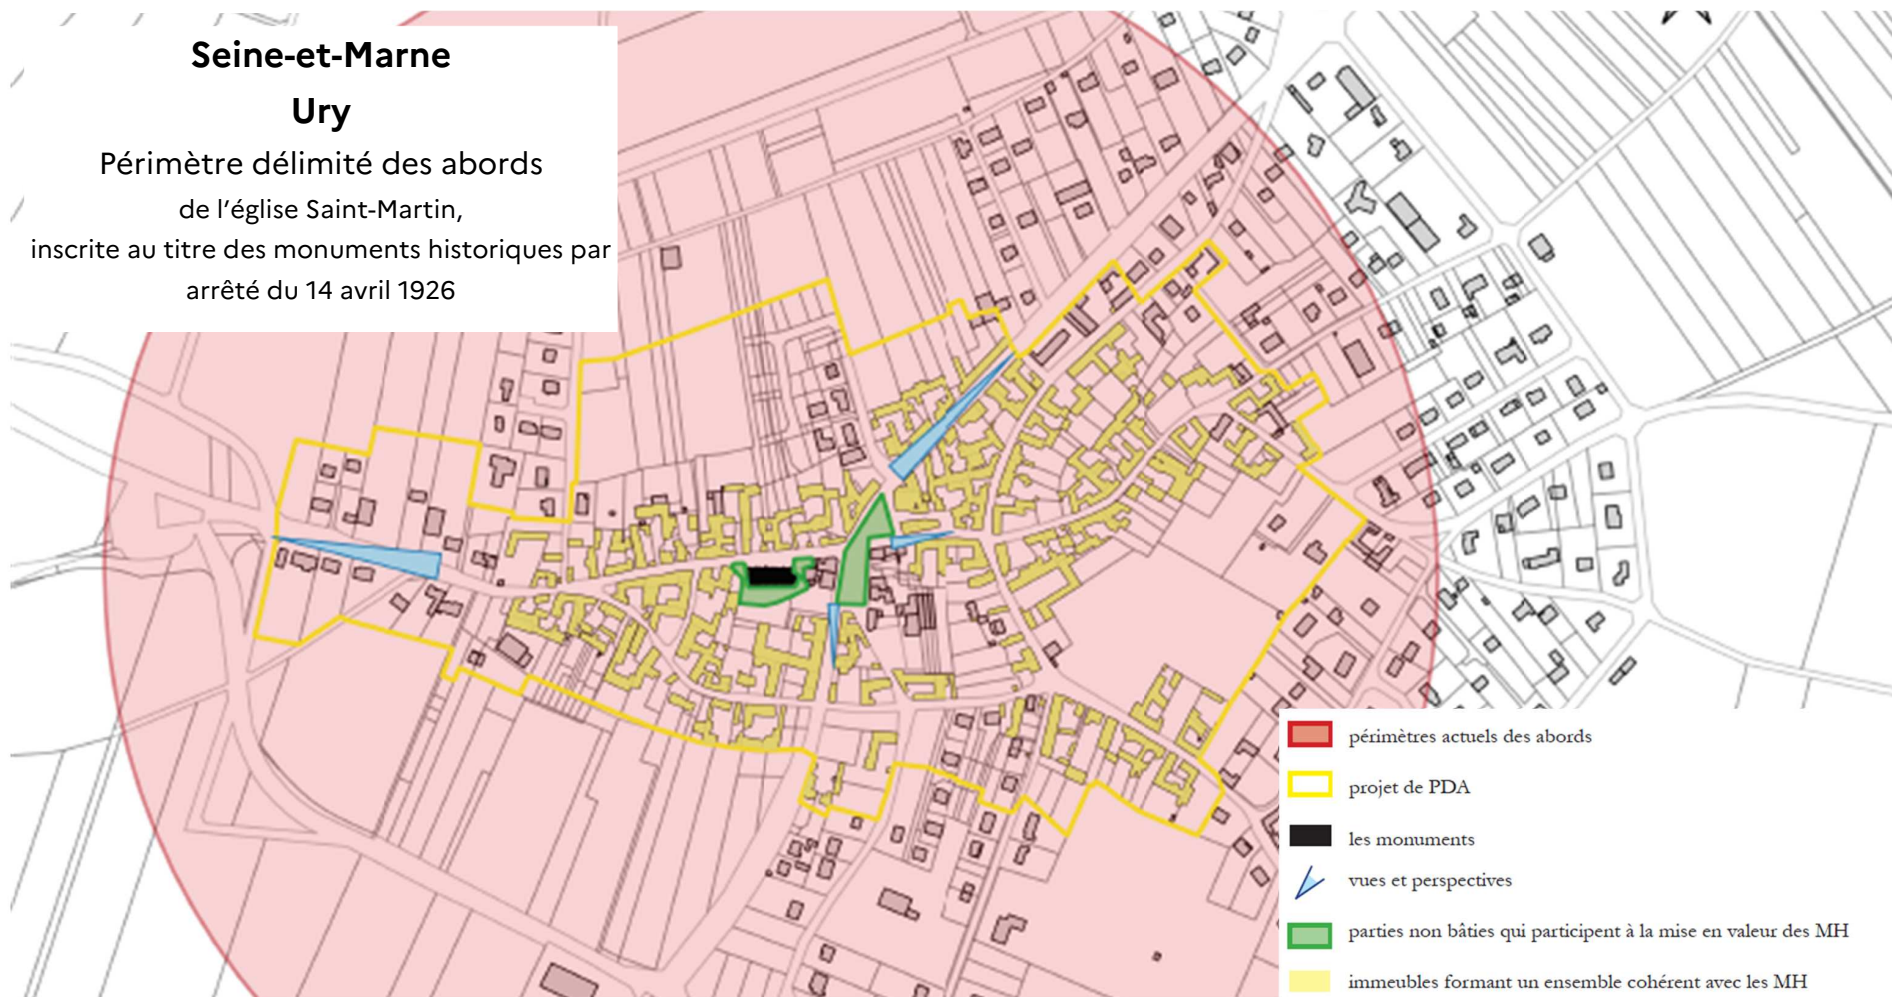 Seine-et-Marne
Ury
Périmètre délimité des abords
de l'église Saint-Martin,
inscrite au titre des monuments historiques par
arrêté du 14 avril 1926
périmètres actuels des abords
projet de PDA
les monuments
vues et perspectives
parties non bâties qui participent à la mise en valeur des MH
immeubles formant un ensemble cohérent avec les MH